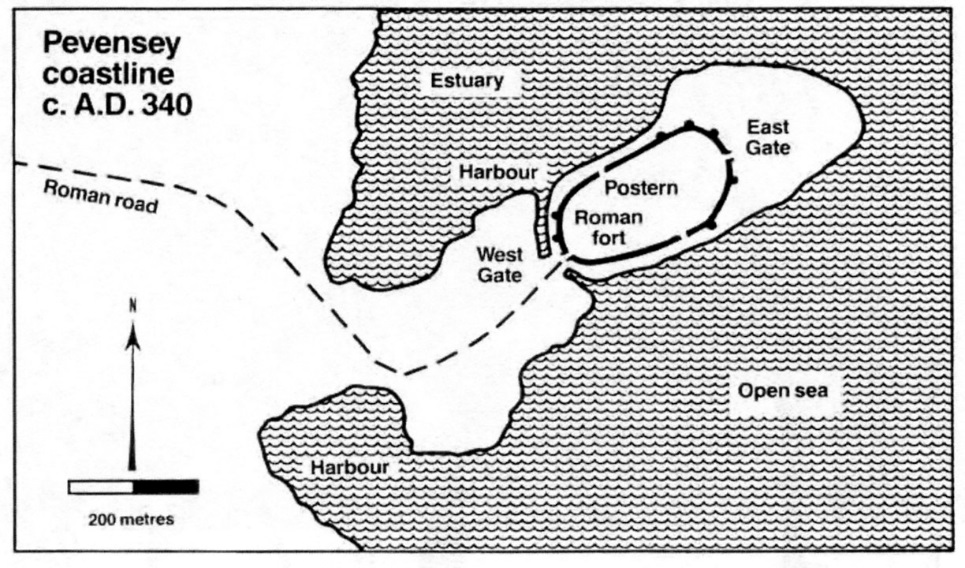 Pevensey
coastline
c. A.D. 340
Estuary
East
Gate
Harbour
Postern
Roman road
Roman
fort
West
Gate
N
Open sea
Harbour
200 metres